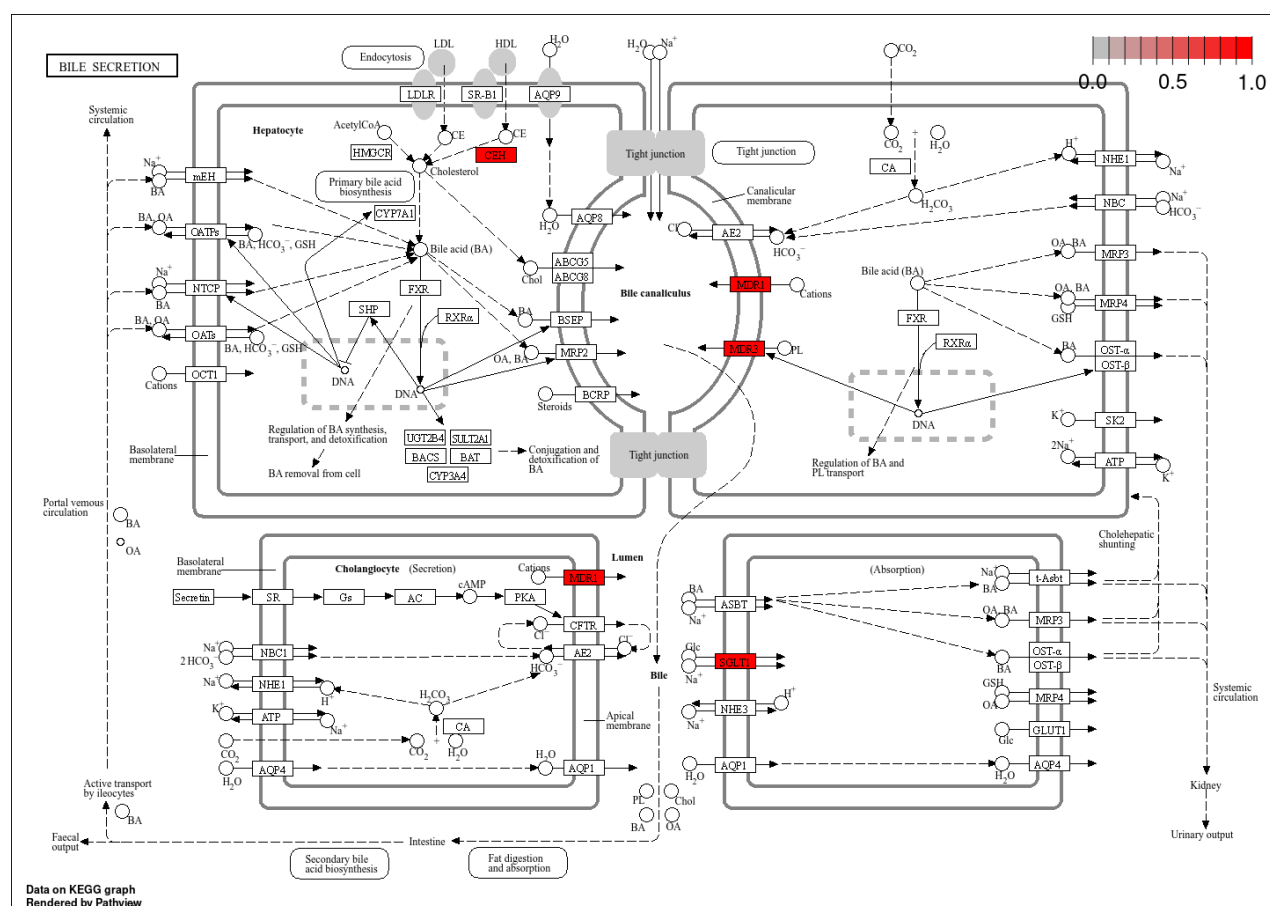 BILE SECRETION
Endocytosis
LDL
HDL
H2O
H2O
Na+
CO2
0.0
0.5
1.0
LDLR
SR-B1
AQP9
Systemic
circulation
Hepatocyte
AcetylCoA
CE
CE
HMGCR
CEH
Cholesterol
Tight junction
Tight junction
CO2
+
H2O
CA
H2CO3
H+
NHE1
Na+
Na+
mEH
BA
Primary bile acid
biosynthesis
CYP7A1
H2O
AQP8
Canalicular
membrane
Cl−
AE2
HCO3−
NBC
Na+
HCO3−
BA, OA
OATPs
BA, HCO3−, GSH
Bile acid (BA)
Chol
ABCG5
ABCG8
Bile canaliculus
MDR1
Cations
Bile acid (BA)
OA, BA
MRP3
Na+
NTCP
BA
FXR
SHP
RXRα
BA
BSEP
FXR
RXRα
OA, BA
GSH
MRP4
BA, OA
OATs
BA, HCO3−, GSH
OA, BA
MRP2
MDR3
PL
BA
OST-α
OST-β
OCT1
Cations
DNA
DNA
Steroids
BCRP
DNA
K+
SK2
Regulation of BA synthesis,
transport, and detoxification
BA removal from cell
UGT2B4
SULT2A1
BACS
BAT
CYP3A4
Conjugation and
detoxification of
BA
Tight junction
Regulation of BA and
PL transport
2Na+
ATP
K+
Basolateral
membrane
Portal venous
circulation
BA
OA
Cholehepatic
shunting
Basolateral
membrane
Cholangiocyte
(Secretion)
Lumen
Cations
MDR1
(Absorption)
Secretin
SR
Gs
AC
cAMP
PKA
CFTR
Cl−
Cl−
AE2
HCO3−
Na+
2 HCO3−
NBC1
Na+
NHE1
H+
H2CO3
K+
ATP
Na+
CO2
CO2
+
H2O
CA
H2O
AQP4
H2O
AQP1
Apical
membrane
Bile
BA
Na+
ASBT
Glc
Na+
SGLT1
Na+
NHE3
H+
H2O
AQP1
Na+
BA
t-Asbt
OA, BA
MRP3
BA
OST-α
OST-β
GSH
OA
MRP4
Glc
GLUT1
H2O
AQP4
Systemic
circulation
Kidney
Urinary output
Active transport
by ileocytes
BA
Faecal
output
Intestine
PL
Chol
BA
OA
Secondary bile
acid biosynthesis
Fat digestion
and absorption
Data on KEGG graph
Rendered by Pathview